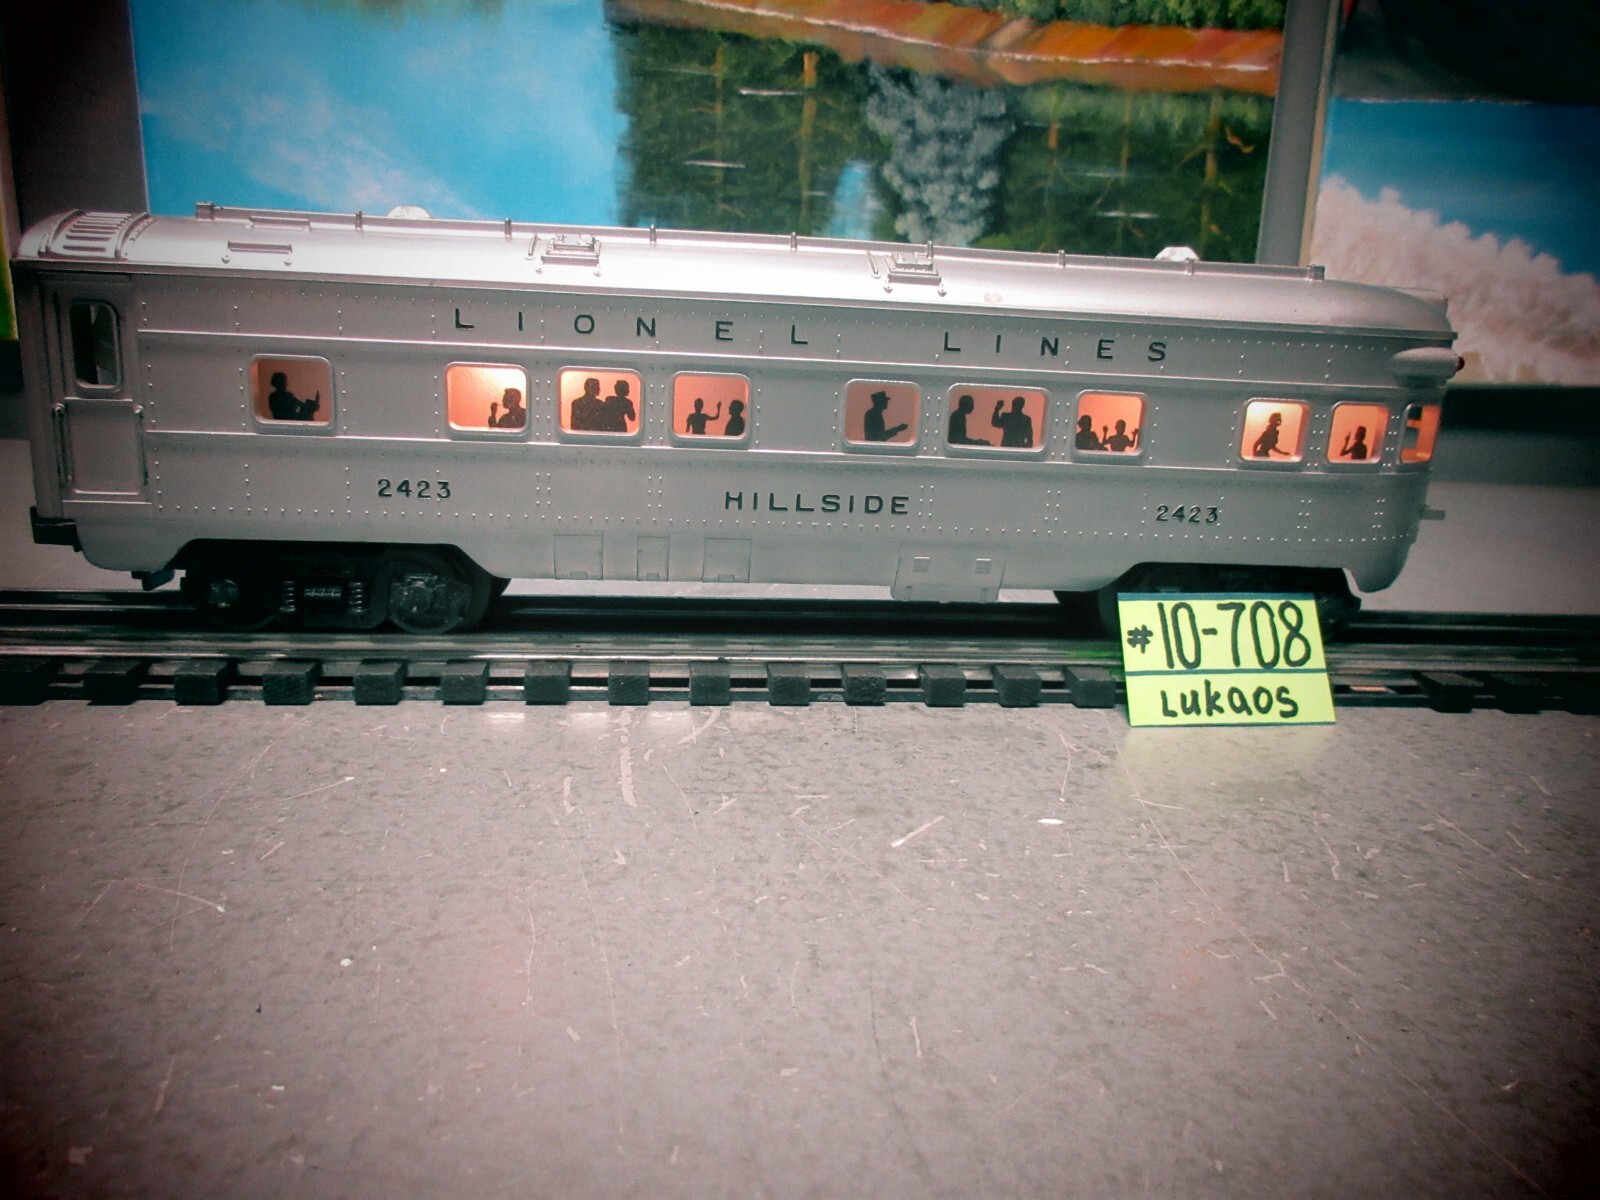 LIONEL LINES
2423 HILLSIDE 2423
#10-708
LUKAOS